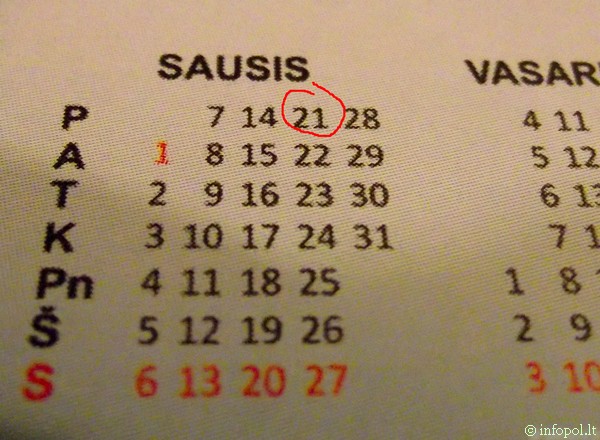 SAUSIS VASAR
P 7 14 21 28 4 11
A 1 8 15 22 29 5 12
T 2 9 16 23 30 6 13
K 3 10 17 24 31 7 1
Pn 4 11 18 25 1 8 1
Š 5 12 19 26 2 9
S 6 13 20 27 3 10
© infopol.lt